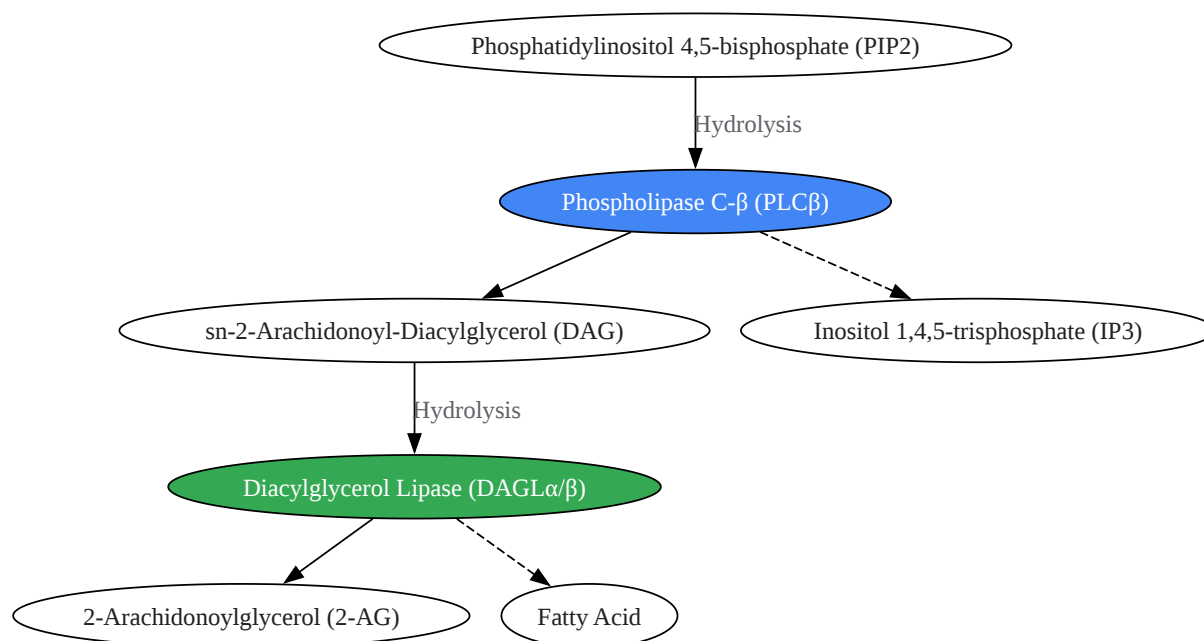 Phosphatidylinositol 4,5-bisphosphate (PIP2)
Hydrolysis
Phospholipase C-β (PLCβ)
sn-2-Arachidonoyl-Diacylglycerol (DAG)
Inositol 1,4,5-trisphosphate (IP3)
Hydrolysis
Diacylglycerol Lipase (DAGLα/β)
2-Arachidonoylglycerol (2-AG)
Fatty Acid